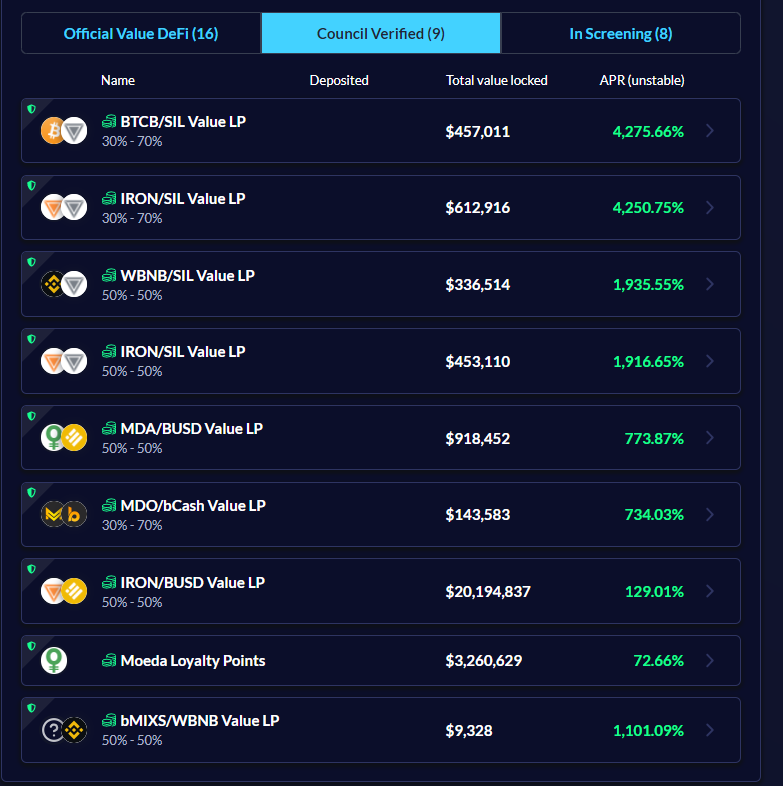 Official Value DeFi (16) Council Verified (9) In Screening (8)
Name Deposited Total value locked APR (unstable)
BTCB/SIL Value LP
30% - 70%
$457,011 4,275.66%
IRON/SIL Value LP
30% - 70%
$612,916 4,250.75%
WBNB/SIL Value LP
50% - 50%
$336,514 1,935.55%
IRON/SIL Value LP
50% - 50%
$453,110 1,916.65%
MDA/BUSD Value LP
50% - 50%
$918,452 773.87%
MDO/bCash Value LP
30% - 70%
$143,583 734.03%
IRON/BUSD Value LP
50% - 50%
$20,194,837 129.01%
Moeda Loyalty Points $3,260,629 72.66%
bMIXS/WBNB Value LP
50% - 50%
$9,328 1,101.09%